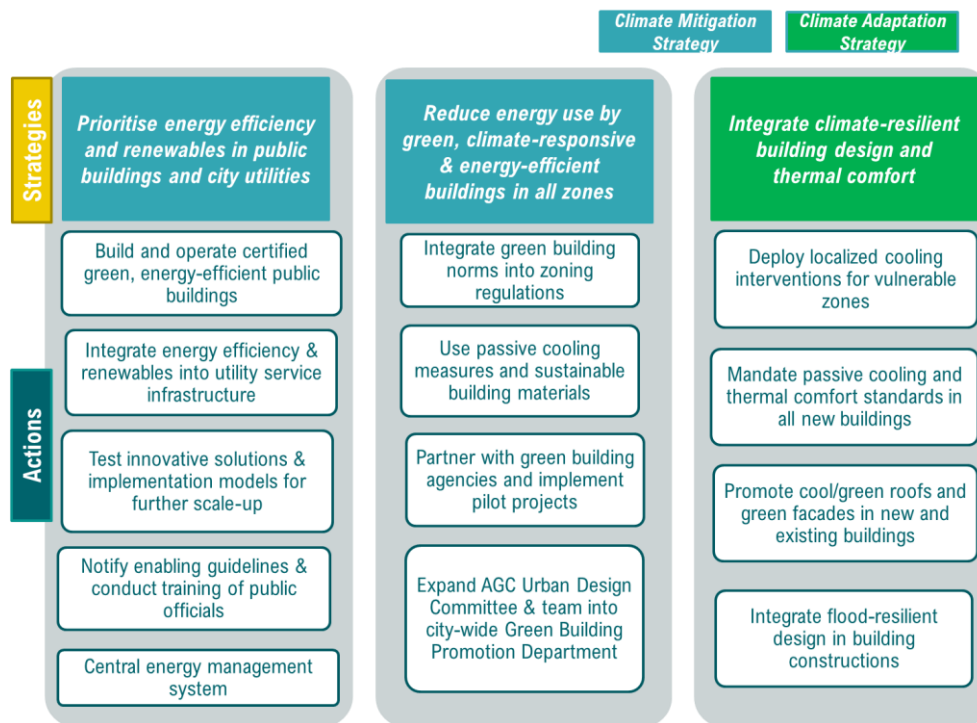 Climate Mitigation
Strategy
Climate Adaptation
Strategy
Strategies
Prioritise energy efficiency
and renewables in public
buildings and city utilities
Reduce energy use by
green, climate-responsive
& energy-efficient
buildings in all zones
Integrate climate-resilient
building design and
thermal comfort
Actions
Build and operate certified
green, energy-efficient public
buildings
Integrate energy efficiency &
renewables into utility service
infrastructure
Test innovative solutions &
implementation models for
further scale-up
Notify enabling guidelines &
conduct training of public
officials
Central energy management
system
Integrate green building
norms into zoning
regulations
Use passive cooling
measures and sustainable
building materials
Partner with green building
agencies and implement
pilot projects
Expand AGC Urban Design
Committee & team into
city-wide Green Building
Promotion Department
Deploy localized cooling
interventions for vulnerable
zones
Mandate passive cooling and
thermal comfort standards in
all new buildings
Promote cool/green roofs and
green facades in new and
existing buildings
Integrate flood-resilient
design in building
constructions